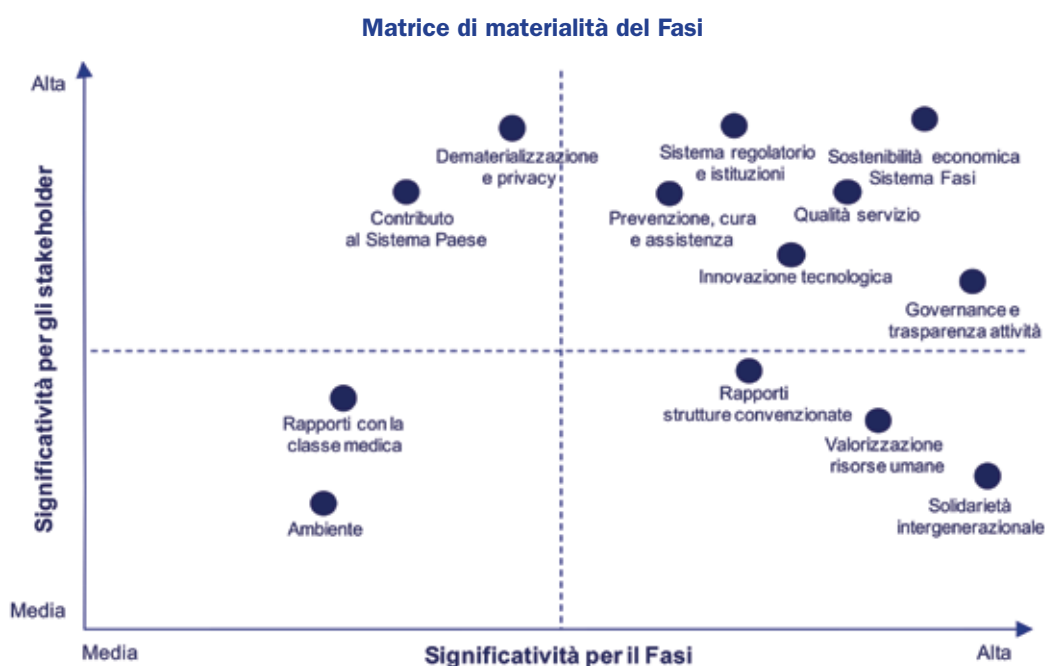 Matrice di materialità del Fasi
Alta
Significatività per gli stakeholder
Dematerializzazione
e privacy
Sistema regolatorio
e istituzioni
Sostenibilità economica
Sistema Fasi
Contributo
al Sistema Paese
Prevenzione, cura
e assistenza
Qualità servizio
Innovazione tecnologica
Governance e
trasparenza attività
Rapporti con la
classe medica
Rapporti
strutture convenzionate
Valorizzazione
risorse umane
Ambiente
Solidarietà
intergenerazionale
Media
Media
Significatività per il Fasi
Alta